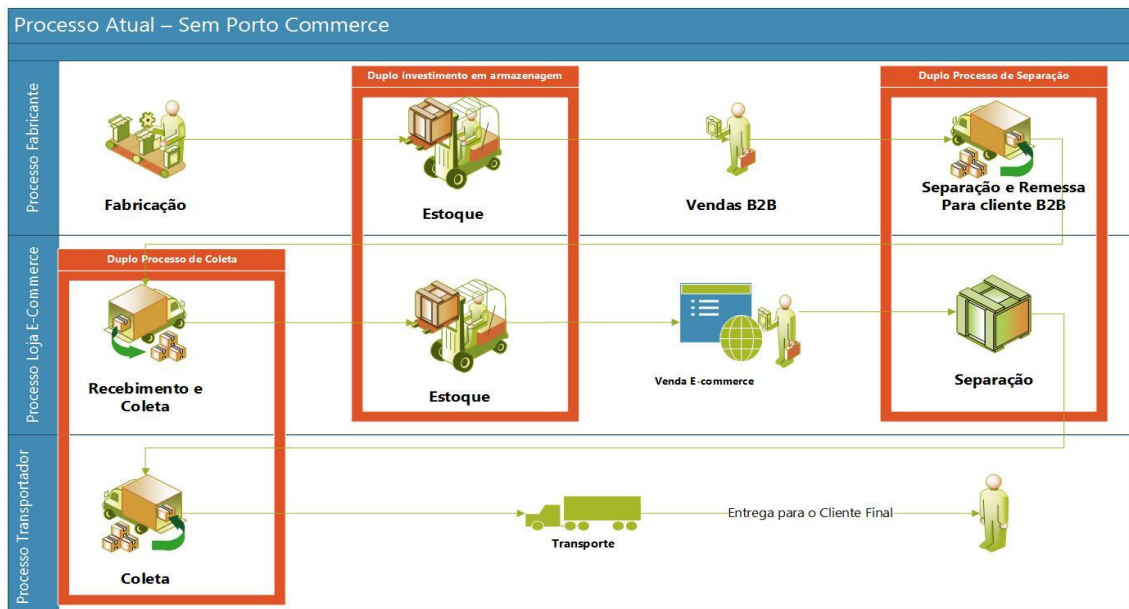 Processo Atual – Sem Porto Commerce
Processo Fabricante
Duplo investimento em armazenagem
Duplo Processo de Separação
Fabricação
Estoque
Vendas B2B
Separação e Remessa
Para cliente B2B
Processo Loja E-Commerce
Duplo Processo de Coleta
Recebimento e
Coleta
Estoque
Venda E-commerce
Separação
Processo Transportador
Coleta
Transporte
Entrega para o Cliente Final